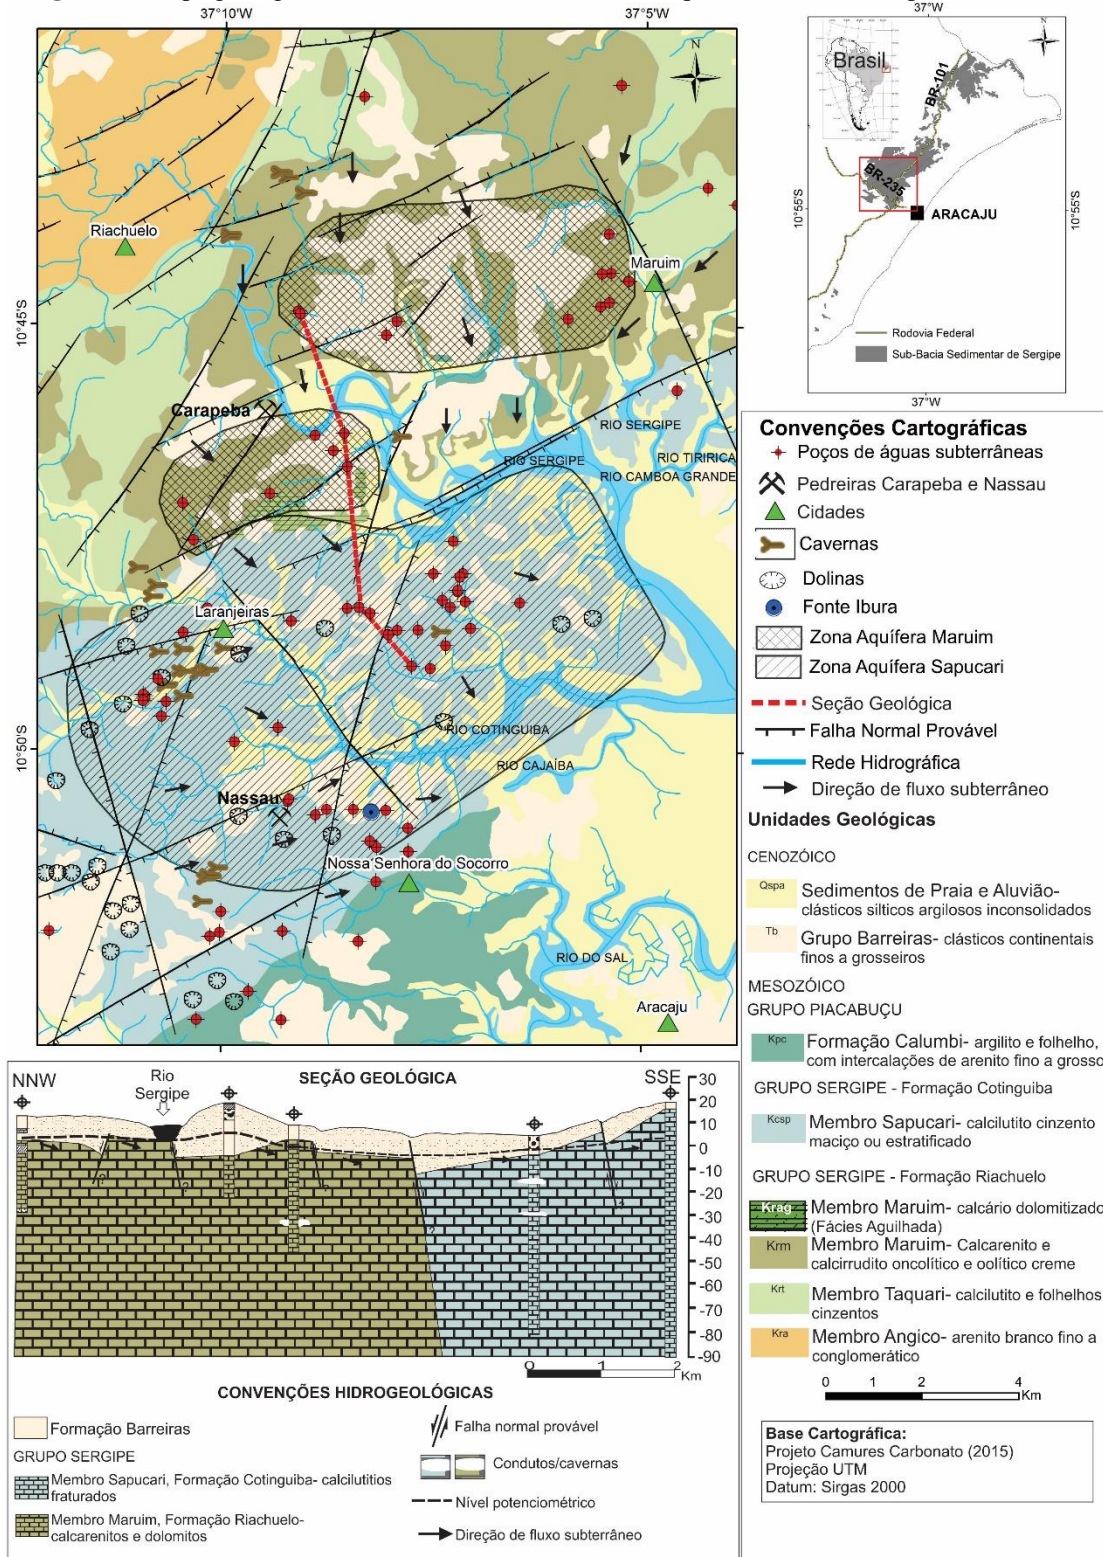 37°10'W
37°5'W
N
Riachuelo
Maruim
10°45'S
Carapeba
RIO SERGIPE
RIO SERGIPE
RIO TIRIRICA
RIO CAMBOA GRANDE
Laranjeiras
10°50'S
RIO COTINGUIBA
RIO CAJAÍBA
Nassau
Nossa Senhora do Socorro
RIO DO SAL
Aracaju
37°W
N
Brasil
BR-101
BR-235
10°55'S
10°55'S
ARACAJU
Rodovia Federal
Sub-Bacia Sedimentar de Sergipe
37°W
Convenções Cartográficas
Poços de águas subterrâneas
Pedreiras Carapeba e Nassau
Cidades
Cavernas
Dolinas
Fonte Ibura
Zona Aquífera Maruim
Zona Aquífera Sapucari
Seção Geológica
Falha Normal Provável
Rede Hidrográfica
Direção de fluxo subterrâneo
Unidades Geológicas
CENOZÓICO
Qspa
Sedimentos de Praia e Aluvião-
clásticos silticos argilosos inconsolidados
Tb
Grupo Barreiras- clásticos continentais
finos a grosseiros
MESOZÓICO
GRUPO PIACABUÇU
Kpc
Formação Calumbi- argilito e folhelho,
com intercalações de arenito fino a grosso
GRUPO SERGIPE - Formação Cotinguiba
Kcsp
Membro Sapucari- calcilutito cinzento
maciço ou estratificado
GRUPO SERGIPE - Formação Riachuelo
Krag
Membro Maruim- calcário dolomitizado
(Fácies Aguilhada)
Krm
Membro Maruim- Calcarenito e
calcirrudito oncolítico e oolítico creme
Krt
Membro Taquari- calcilutito e folhelhos
cinzentos
Kra
Membro Angico- arenito branco fino a
conglomerático
0 1 2 4
Km
Base Cartográfica:
Projeto Camures Carbonato (2015)
Projeção UTM
Datum: Sirgas 2000
NNW
Rio
Sergipe
SEÇÃO GEOLÓGICA
SSE
30
20
10
0
-10
-20
-30
-40
-50
-60
-70
-80
-90
0 1 2
Km
CONVENÇÕES HIDROGEOLÓGICAS
Formação Barreiras
GRUPO SERGIPE
Membro Sapucari, Formação Cotinguiba- calcilutitios
fraturados
Membro Maruim, Formação Riachuelo-
calcarenitos e dolomitos
Falha normal provável
Condutos/cavernas
Nível potenciométrico
Direção de fluxo subterrâneo